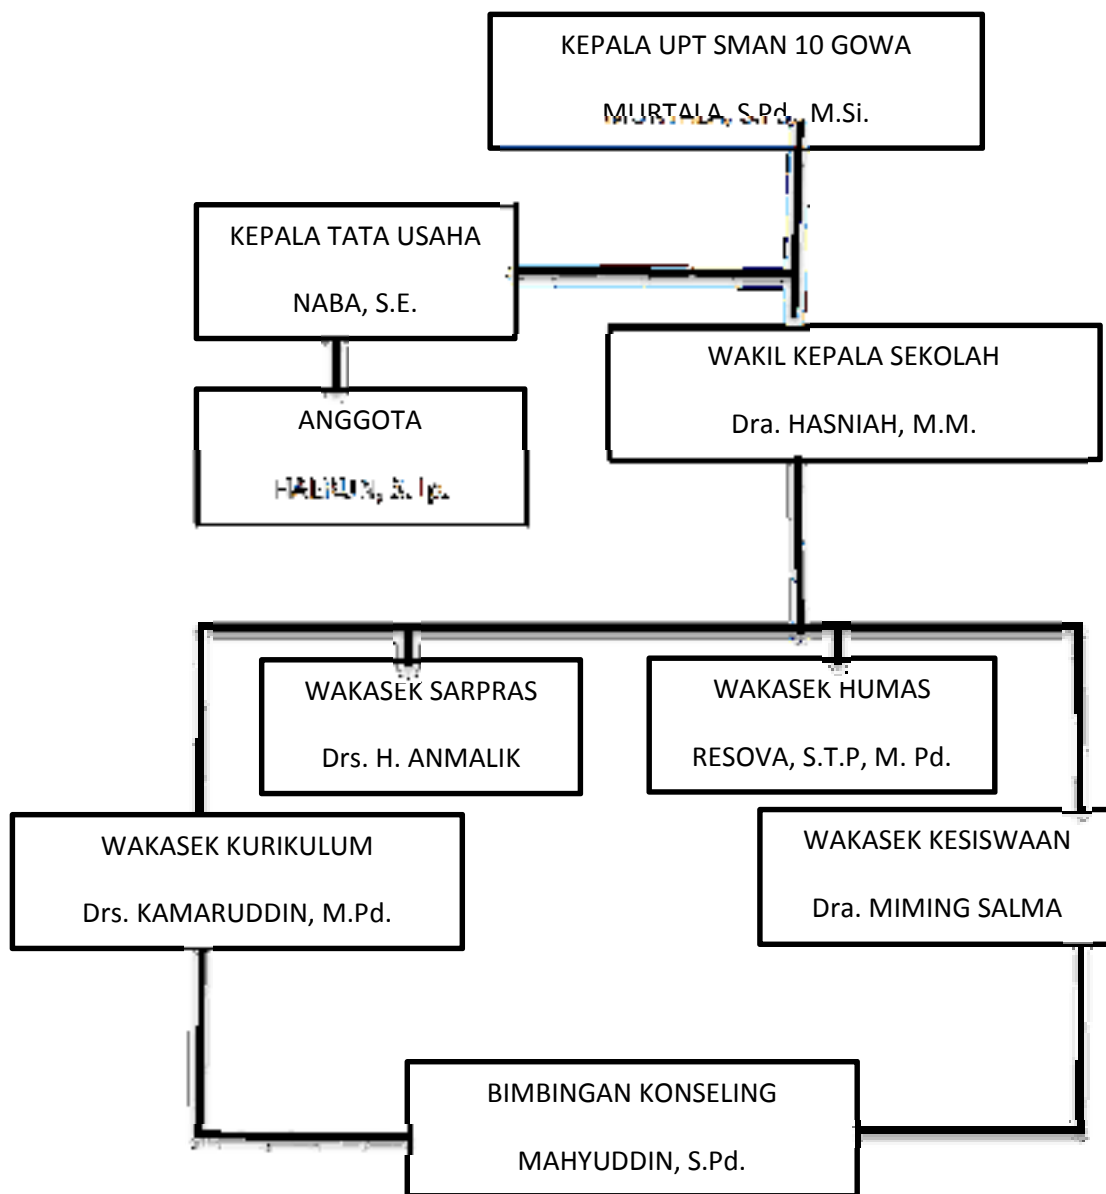 KEPALA UPT SMAN 10 GOWA
MURTALA, S.Pd., M.Si.
KEPALA TATA USAHA
NABA, S.E.
WAKIL KEPALA SEKOLAH
Dra. HASNIAH, M.M.
ANGGOTA
WAKASEK SARPRAS
Drs. H. ANMALIK
WAKASEK HUMAS
RESOVA, S.T.P, M. Pd.
WAKASEK KURIKULUM
Drs. KAMARUDDIN, M.Pd.
WAKASEK KESISWAAN
Dra. MIMING SALMA
BIMBINGAN KONSELING
MAHYUDDIN, S.Pd.